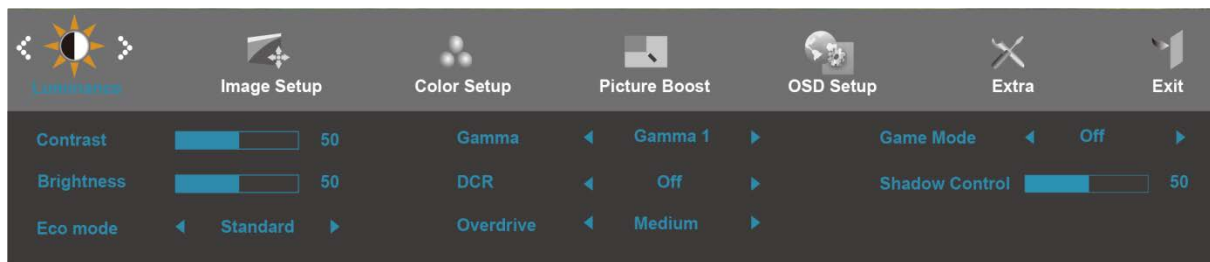 Luminance Image Setup Color Setup Picture Boost OSD Setup Extra Exit
Contrast 50 Gamma Gamma 1 Game Mode Off
Brightness 50 DCR Off Shadow Control 50
Eco mode Standard Overdrive Medium